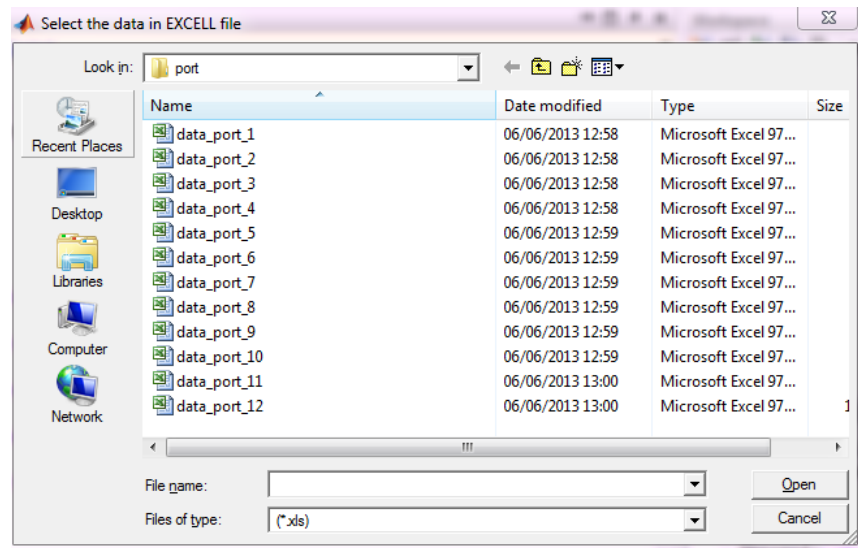 Select the data in EXCELL file
Look in: port
Name Date modified Type Size
data_port_1 06/06/2013 12:58 Microsoft Excel 97...
data_port_2 06/06/2013 12:58 Microsoft Excel 97...
data_port_3 06/06/2013 12:58 Microsoft Excel 97...
data_port_4 06/06/2013 12:58 Microsoft Excel 97...
data_port_5 06/06/2013 12:59 Microsoft Excel 97...
data_port_6 06/06/2013 12:59 Microsoft Excel 97...
data_port_7 06/06/2013 12:59 Microsoft Excel 97...
data_port_8 06/06/2013 12:59 Microsoft Excel 97...
data_port_9 06/06/2013 12:59 Microsoft Excel 97...
data_port_10 06/06/2013 12:59 Microsoft Excel 97...
data_port_11 06/06/2013 13:00 Microsoft Excel 97...
data_port_12 06/06/2013 13:00 Microsoft Excel 97... 1
Recent Places
Desktop
Libraries
Computer
Network
File name: Open
Files of type: (*.xls) Cancel